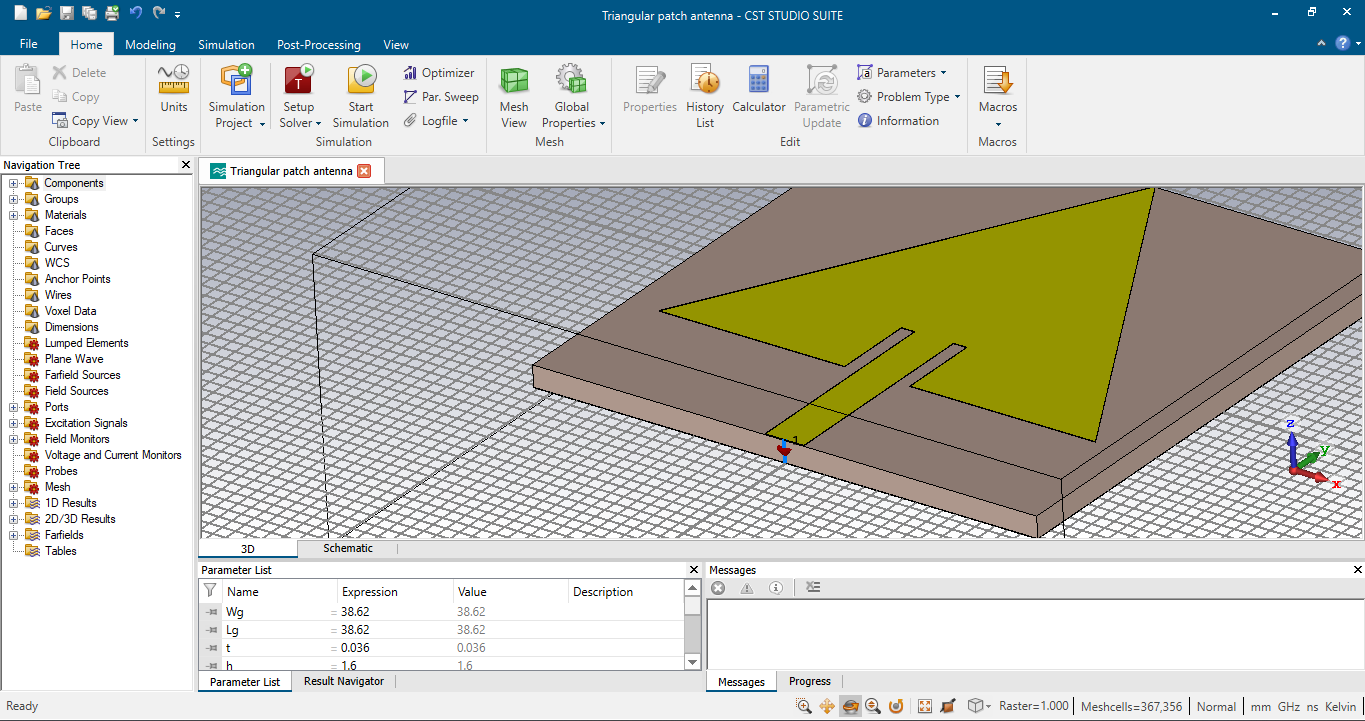 Triangular patch antenna - CST STUDIO SUITE
File Home Modeling Simulation Post-Processing View
Paste
Delete
Copy
Copy View
Clipboard
Units
Settings
Simulation Project
T
Setup Solver
Start Simulation
Optimizer
Par. Sweep
Logfile
Simulation
Mesh View
Global Properties
Mesh
Properties
History List
Calculator
Parametric Update
Parameters
Problem Type
Information
Edit
Macros
Macros
Navigation Tree
Components
Groups
Materials
Faces
Curves
WCS
Anchor Points
Wires
Voxel Data
Dimensions
Lumped Elements
Plane Wave
Farfield Sources
Field Sources
Ports
Excitation Signals
Field Monitors
Voltage and Current Monitors
Probes
Mesh
1D Results
2D/3D Results
Farfields
Tables
Triangular patch antenna
1
z
y
x
3D Schematic
Parameter List
Name Expression Value Description
Wg = 38.62 38.62
Lg = 38.62 38.62
t = 0.036 0.036
h = 1.6 1.6
Parameter List Result Navigator
Messages
Messages Progress
Ready
Raster=1.000 Meshcells=367,356 Normal mm GHz ns Kelvin